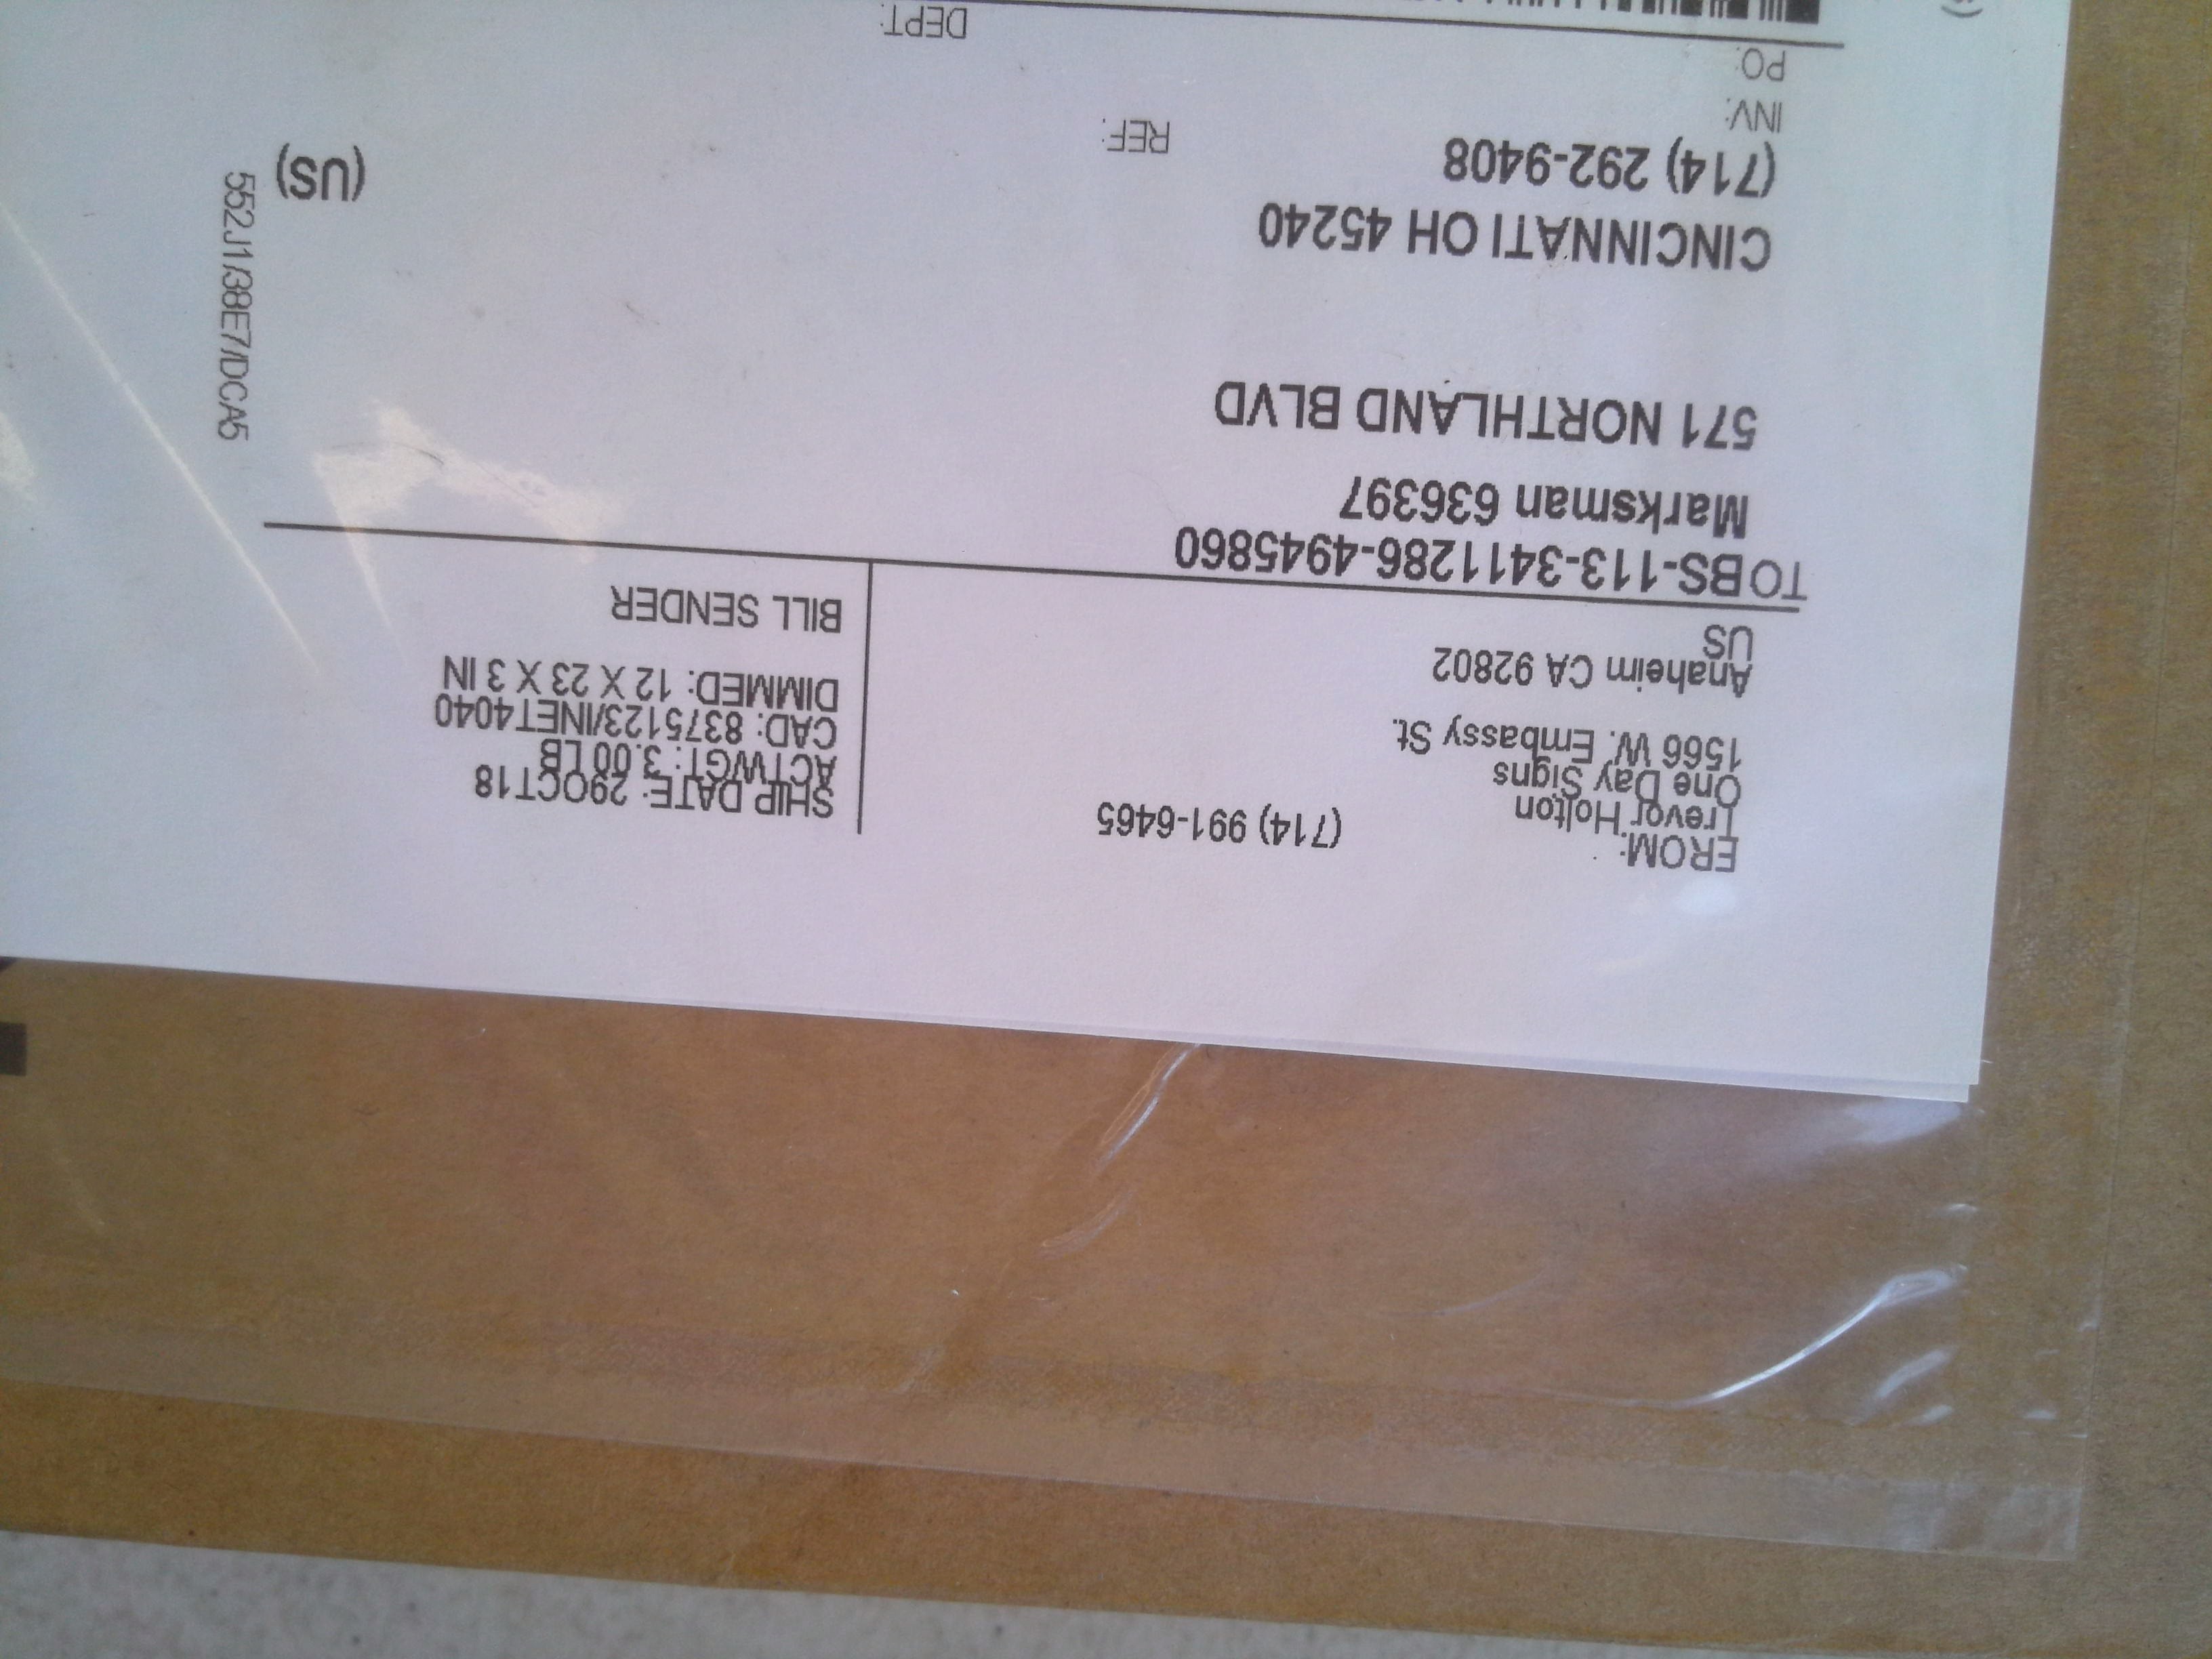 FROM:
Trevor Holton
(714) 991-6465
One Day Signs
1566 W. Embassy St.
Anaheim CA 92802
US
SHIP DATE: 29OCT18
ACTWGT: 3.00 LB
CAD: 8375123/INET4040
DIMMED: 12 X 23 X 3 IN
BILL SENDER
TO BS-113-3411286-4945860
Marksman 636397
571 NORTHLAND BLVD
CINCINNATI OH 45240
(US)
(714) 292-9408
REF:
INV:
PO:
DEPT:
552J1/38E7/DCA5